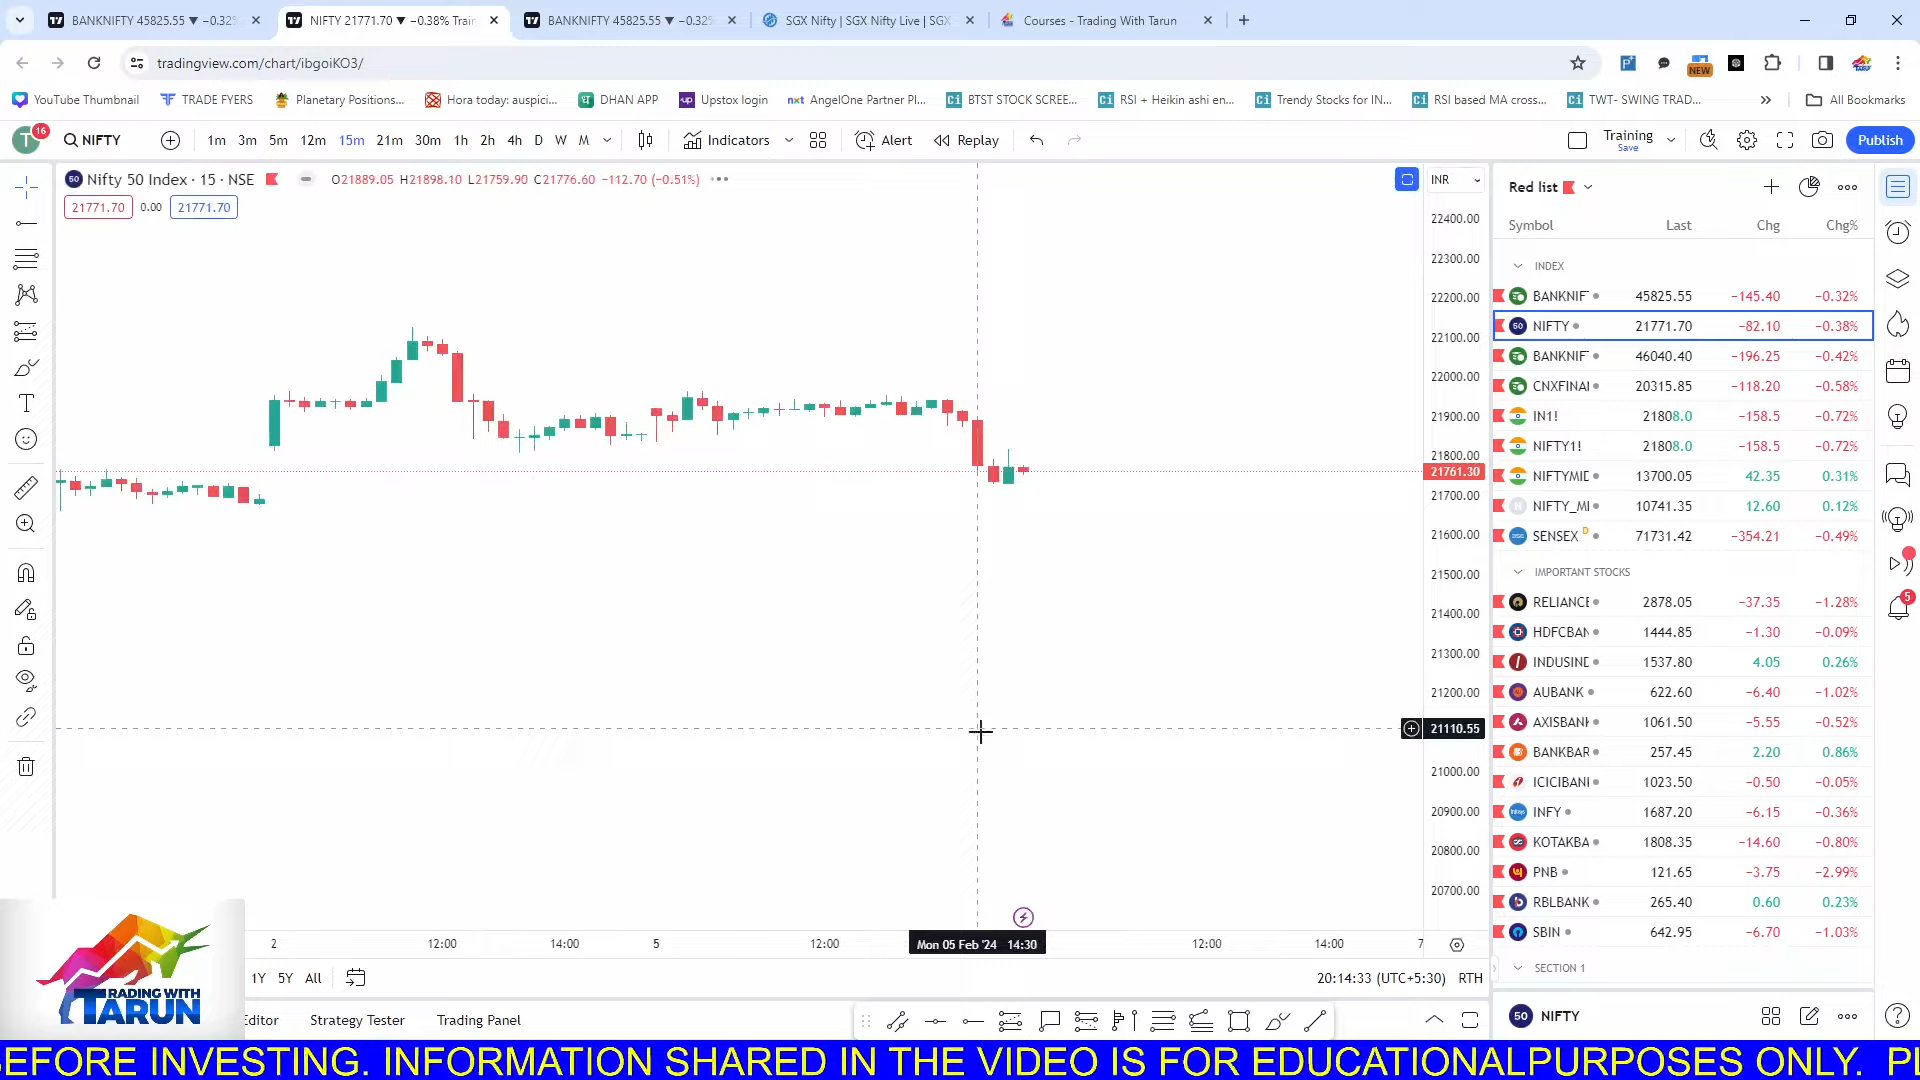 BANKNIFTY 45825.55 ▼ −0.32%
NIFTY 21771.70 ▼ −0.38% Train
BANKNIFTY 45825.55 ▼ −0.32%
SGX Nifty | SGX Nifty Live | SGX
Courses - Trading With Tarun
tradingview.com/chart/ibgoiKO3/
NEW
YouTube Thumbnail
TRADE FYERS
Planetary Positions...
Hora today: auspici...
DHAN APP
Upstox login
AngelOne Partner Pl...
BTST STOCK SCREE...
RSI + Heikin ashi en...
Trendy Stocks for IN...
RSI based MA cross...
TWT- SWING TRAD...
All Bookmarks
T 16 NIFTY 1m 3m 5m 12m 15m 21m 30m 1h 2h 4h D W M Indicators Alert Replay Training Save Publish
50 Nifty 50 Index · 15 · NSE O21889.05 H21898.10 L21759.90 C21776.60 −112.70 (−0.51%)
21771.70 0.00 21771.70
INR
22400.00
22300.00
22200.00
22100.00
22000.00
21900.00
21800.00
21761.30
21700.00
21600.00
21500.00
21400.00
21300.00
21200.00
21110.55
21000.00
20900.00
20800.00
20700.00
2 12:00 14:00 5 12:00 Mon 05 Feb '24 14:30 12:00 14:00 7
1Y 5Y All 20:14:33 (UTC+5:30) RTH
Editor Strategy Tester Trading Panel
Red list
Symbol Last Chg Chg%
INDEX
BANKNIF 45825.55 −145.40 −0.32%
50 NIFTY 21771.70 −82.10 −0.38%
BANKNIF 46040.40 −196.25 −0.42%
CNXFINAI 20315.85 −118.20 −0.58%
IN1! 21808.0 −158.5 −0.72%
NIFTY1! 21808.0 −158.5 −0.72%
NIFTYMID 13700.05 42.35 0.31%
NIFTY_MI 10741.35 12.60 0.12%
SENSEX D 71731.42 −354.21 −0.49%
IMPORTANT STOCKS
RELIANCE 2878.05 −37.35 −1.28%
HDFCBAN 1444.85 −1.30 −0.09%
INDUSIND 1537.80 4.05 0.26%
AUBANK 622.60 −6.40 −1.02%
AXISBANK 1061.50 −5.55 −0.52%
BANKBAR 257.45 2.20 0.86%
ICICIBANI 1023.50 −0.50 −0.05%
INFY 1687.20 −6.15 −0.36%
KOTAKBA 1808.35 −14.60 −0.80%
PNB 121.65 −3.75 −2.99%
RBLBANK 265.40 0.60 0.23%
SBIN 642.95 −6.70 −1.03%
SECTION 1
50 NIFTY
5
TRADING WITH
TARUN
BEFORE INVESTING. INFORMATION SHARED IN THE VIDEO IS FOR EDUCATIONALPURPOSES ONLY. PL